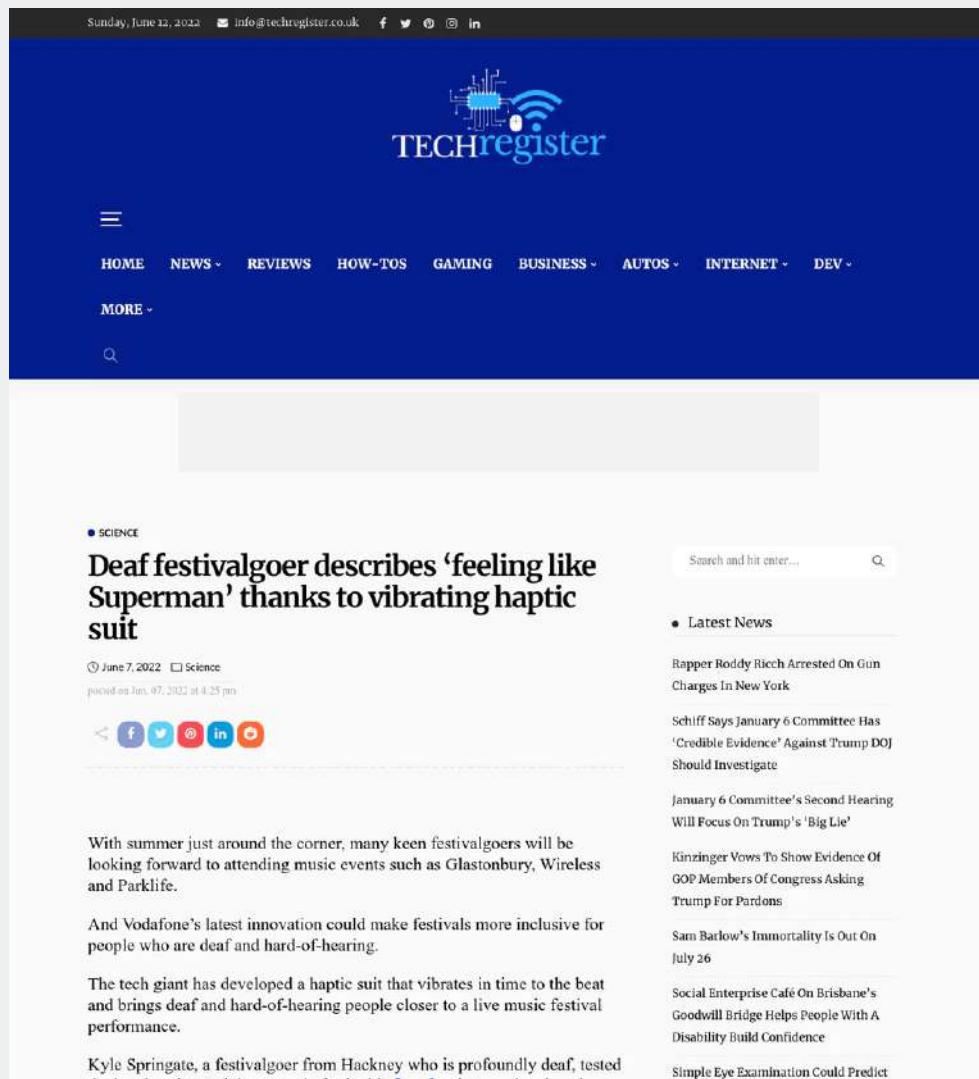 Sunday, June 12, 2022 info@techregister.co.uk
TECHregister
HOME NEWS REVIEWS HOW-TOS GAMING BUSINESS AUTOS INTERNET DEV
MORE
SCIENCE
Deaf festivalgoer describes ‘feeling like
Superman’ thanks to vibrating haptic
suit
June 7, 2022 Science
posted on Jun. 07, 2022 at 4:25 pm
With summer just around the corner, many keen festivalgoers will be
looking forward to attending music events such as Glastonbury, Wireless
and Parklife.
And Vodafone’s latest innovation could make festivals more inclusive for
people who are deaf and hard-of-hearing.
The tech giant has developed a haptic suit that vibrates in time to the beat
and brings deaf and hard-of-hearing people closer to a live music festival
performance.
Kyle Springate, a festivalgoer from Hackney who is profoundly deaf, tested
Search and hit enter...
Latest News
Rapper Roddy Ricch Arrested On Gun
Charges In New York
Schiff Says January 6 Committee Has
‘Credible Evidence’ Against Trump DOJ
Should Investigate
January 6 Committee’s Second Hearing
Will Focus On Trump’s ‘Big Lie’
Kinzinger Vows To Show Evidence Of
GOP Members Of Congress Asking
Trump For Pardons
Sam Barlow’s Immortality Is Out On
July 26
Social Enterprise Café On Brisbane’s
Goodwill Bridge Helps People With A
Disability Build Confidence
Simple Eye Examination Could Predict